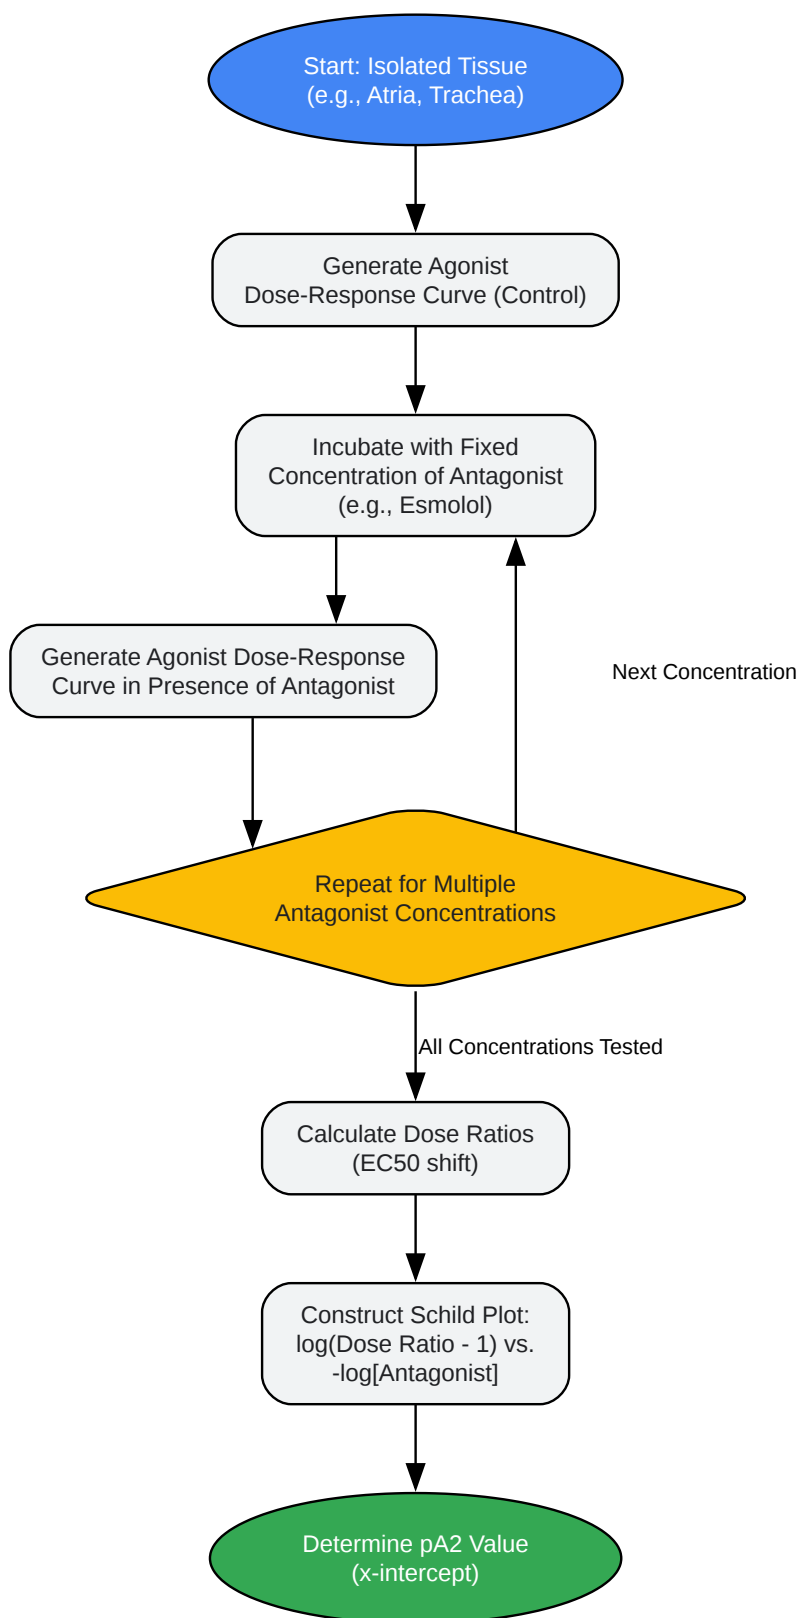 Start: Isolated Tissue
(e.g., Atria, Trachea)
Generate Agonist
Dose-Response Curve (Control)
Incubate with Fixed
Concentration of Antagonist
(e.g., Esmolol)
Generate Agonist Dose-Response
Curve in Presence of Antagonist
Next Concentration
Repeat for Multiple
Antagonist Concentrations
All Concentrations Tested
Calculate Dose Ratios
(EC50 shift)
Construct Schild Plot:
log(Dose Ratio - 1) vs.
-log[Antagonist]
Determine pA2 Value
(x-intercept)